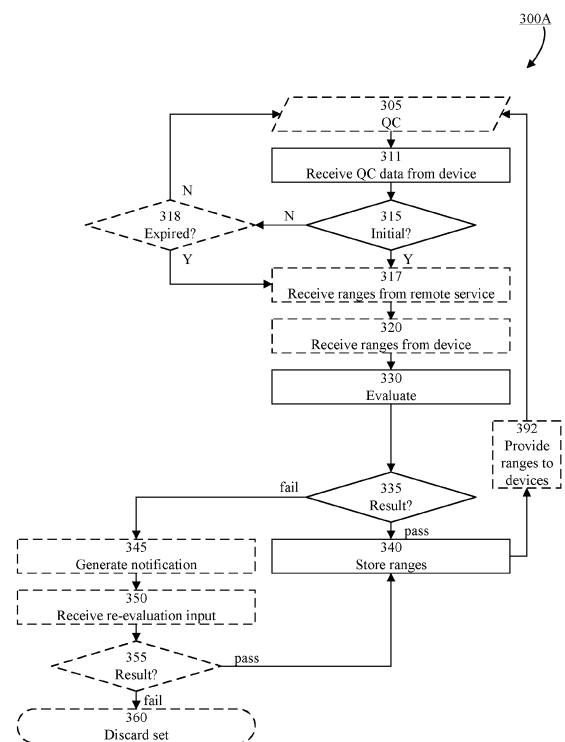 300A
305
QC
311
Receive QC data from device
N
318
Expired?
N
315
Initial?
Y
Y
317
Receive ranges from remote service
320
Receive ranges from device
330
Evaluate
392
Provide
ranges to
devices
fail
335
Result?
pass
345
Generate notification
340
Store ranges
350
Receive re-evaluation input
355
Result?
pass
fail
360
Discard set